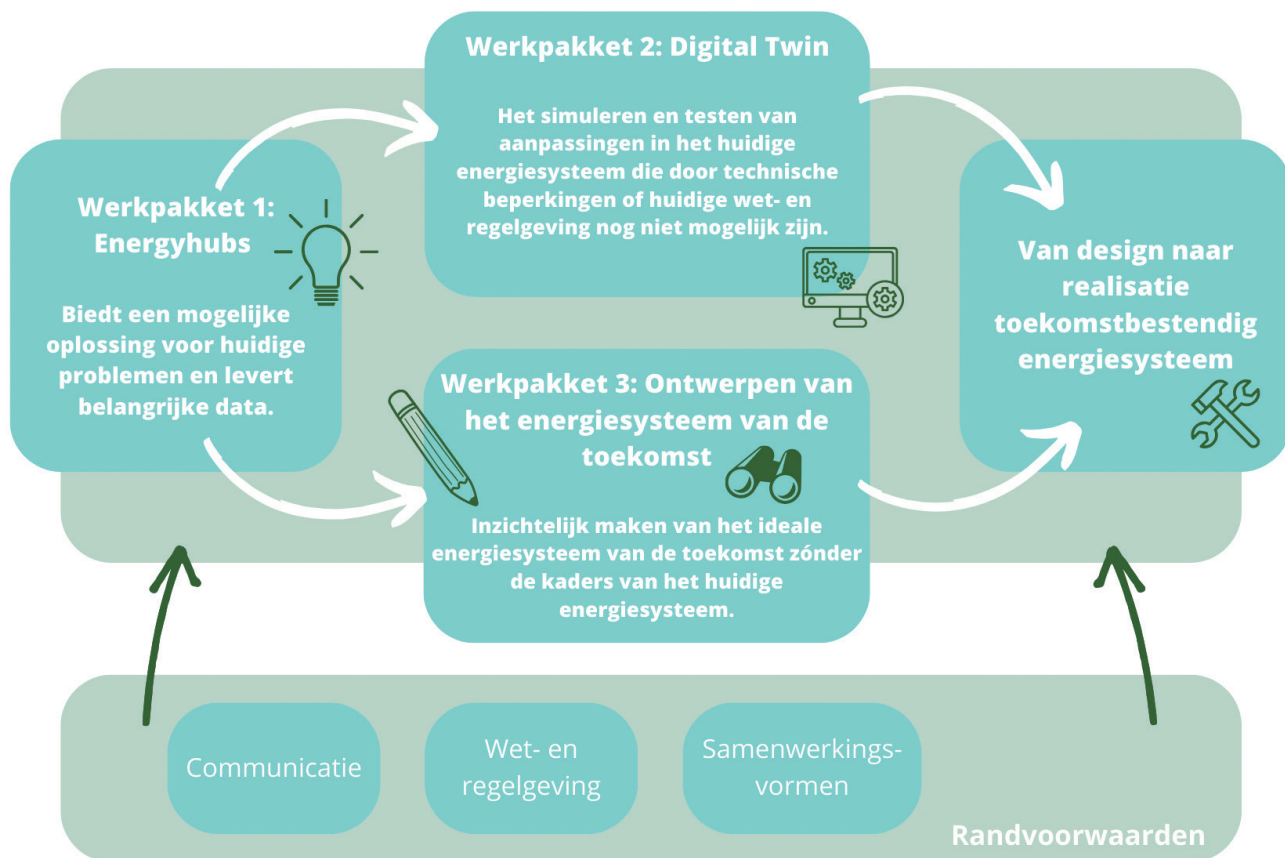 Werkpakket 1:
Energyhubs
Biedt een mogelijke
oplossing voor huidige
problemen en levert
belangrijke data.
Werkpakket 2: Digital Twin
Het simuleren en testen van
aanpassingen in het huidige
energiesysteem die door technische
beperkingen of huidige wet- en
regelgeving nog niet mogelijk zijn.
Werkpakket 3: Ontwerpen van
het energiesysteem van de
toekomst
Inzichtelijk maken van het ideale
energiesysteem van de toekomst zónder
de kaders van het huidige
energiesysteem.
Van design naar
realisatie
toekomstbestendig
energiesysteem
Communicatie
Wet- en
regelgeving
Samenwerkings-
vormen
Randvoorwaarden